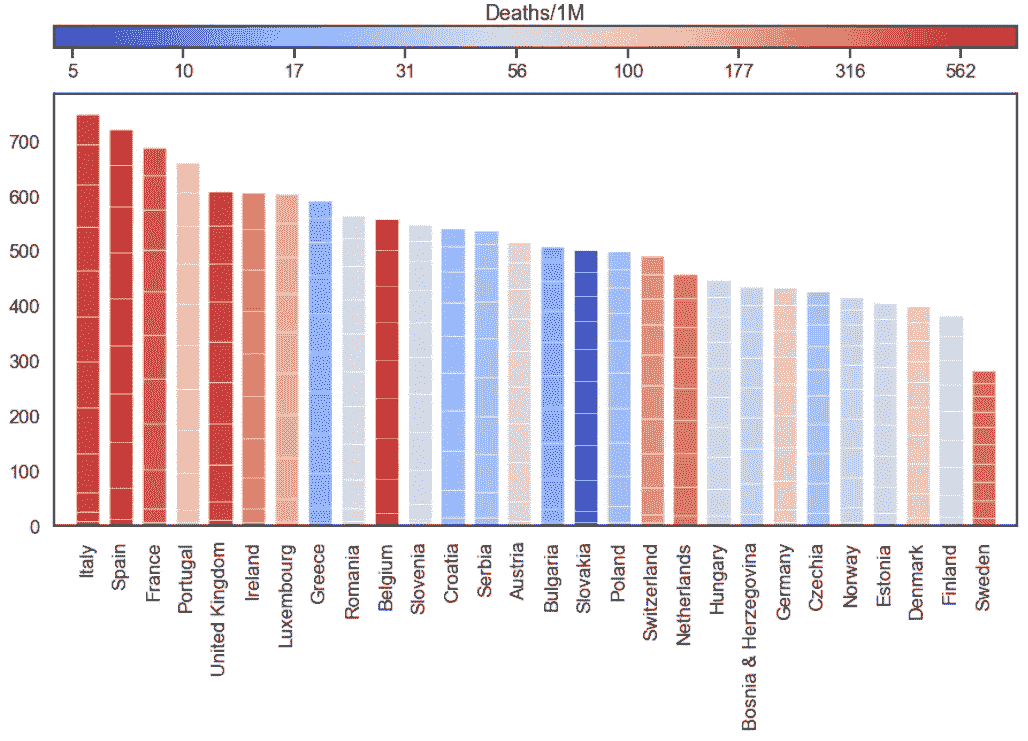 Deaths/1M
5 10 17 31 56 100 177 316 562
700
600
500
400
300
200
100
0
Italy
Spain
France
Portugal
United Kingdom
Ireland
Luxembourg
Greece
Romania
Belgium
Slovenia
Croatia
Serbia
Austria
Bulgaria
Slovakia
Poland
Switzerland
Netherlands
Hungary
Bosnia & Herzegovina
Germany
Czechia
Norway
Estonia
Denmark
Finland
Sweden